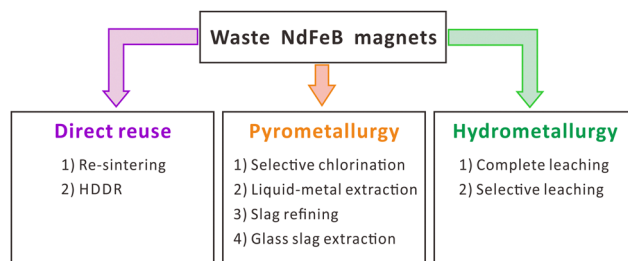 Waste NdFeB magnets
Direct reuse
1) Re-sintering
2) HDDR
Pyrometallurgy
1) Selective chlorination
2) Liquid-metal extraction
3) Slag refining
4) Glass slag extraction
Hydrometallurgy
1) Complete leaching
2) Selective leaching